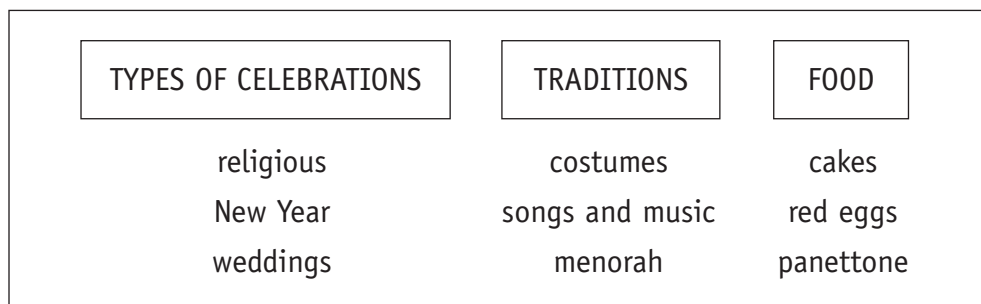 TYPES OF CELEBRATIONS
religious
New Year
weddings
TRADITIONS
costumes
songs and music
menorah
FOOD
cakes
red eggs
panettone